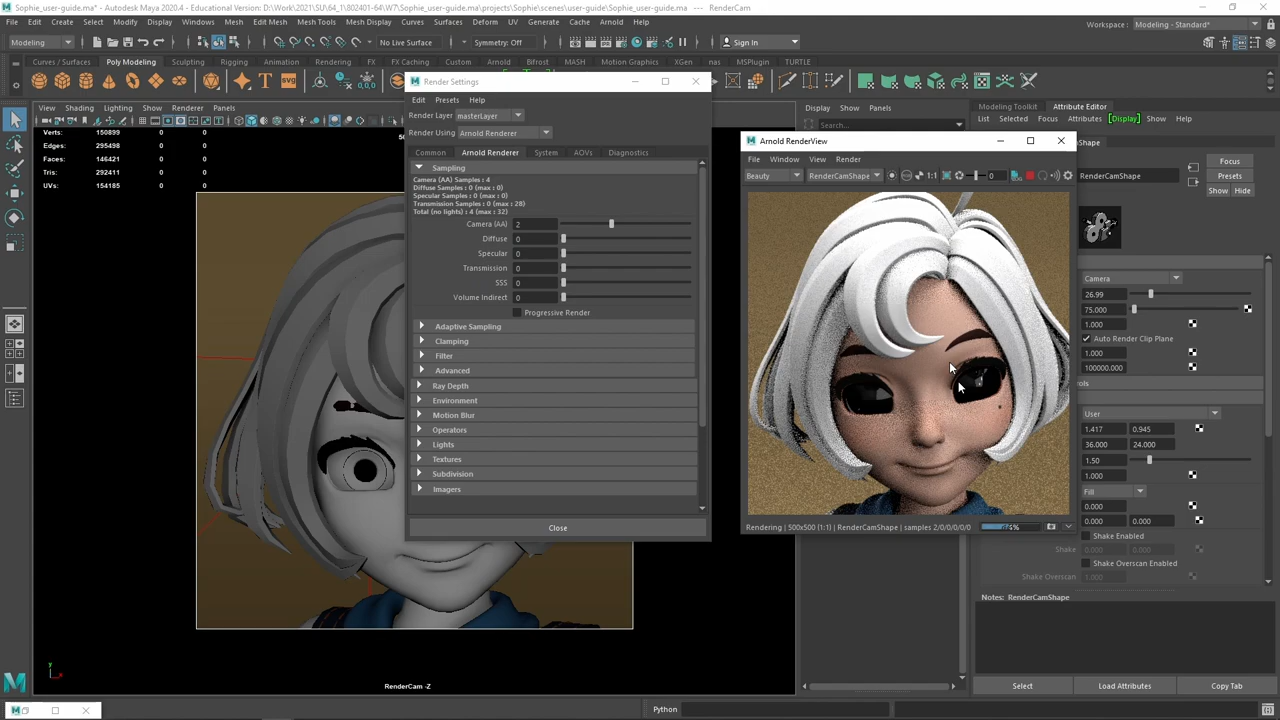 Sophie_user-guide.ma* - Autodesk Maya 2020.4 - Educational Version: D:\Work\2021\SU\64_1\802401-64\W7\Sophie_user-guide.ma\projects\Sophie\scenes\user-guide\Sophie_user-guide.ma --- RenderCam
File Edit Create Select Modify Display Windows Mesh Edit Mesh Mesh Tools Mesh Display Curves Surfaces Deform UV Generate Cache Arnold Help
Workspace : Modeling - Standard*
Modeling No Live Surface Symmetry: Off Sign In
Curves / Surfaces Poly Modeling Sculpting Rigging Animation Rendering FX FX Caching Custom Arnold Bifrost MASH Motion Graphics XGen nas MSPlugin TURTLE
View Shading Lighting Show Renderer Panels
Verts: 150899 0 0
Edges: 295498 0 0
Faces: 146421 0 0
Tris: 292411 0 0
UVs: 154185 0 0
RenderCam -Z
Render Settings
Edit Presets Help
Render Layer masterLayer
Render Using Arnold Renderer
Common Arnold Renderer System AOVs Diagnostics
Sampling
Camera (AA) Samples : 4
Diffuse Samples : 0 (max : 0)
Specular Samples : 0 (max : 0)
Transmission Samples : 0 (max : 28)
Total (no lights) : 4 (max : 32)
Camera (AA) 2
Diffuse 0
Specular 0
Transmission 0
SSS 0
Volume Indirect 0
Progressive Render
Adaptive Sampling
Clamping
Filter
Advanced
Ray Depth
Environment
Motion Blur
Operators
Lights
Textures
Subdivision
Imagers
Close
Display Show Panels
Search...
Arnold RenderView
File Window View Render
Beauty RenderCamShape 1:1 0
Rendering | 500x500 (1:1) | RenderCamShape | samples 2/0/0/0/0/0
Modeling Toolkit Attribute Editor
List Selected Focus Attributes Display Show Help
RenderCamShape
Focus
Presets
Show Hide
Camera
26.99
75.000
1.000
Auto Render Clip Plane
1.000
100000.000
User
1.417 0.945
36.000 24.000
1.50
1.000
Fill
0.000
0.000 0.000
Shake Enabled
Shake 0.000 0.000
Shake Overscan Enabled
Shake Overscan 1.000
Notes: RenderCamShape
Select Load Attributes Copy Tab
Python